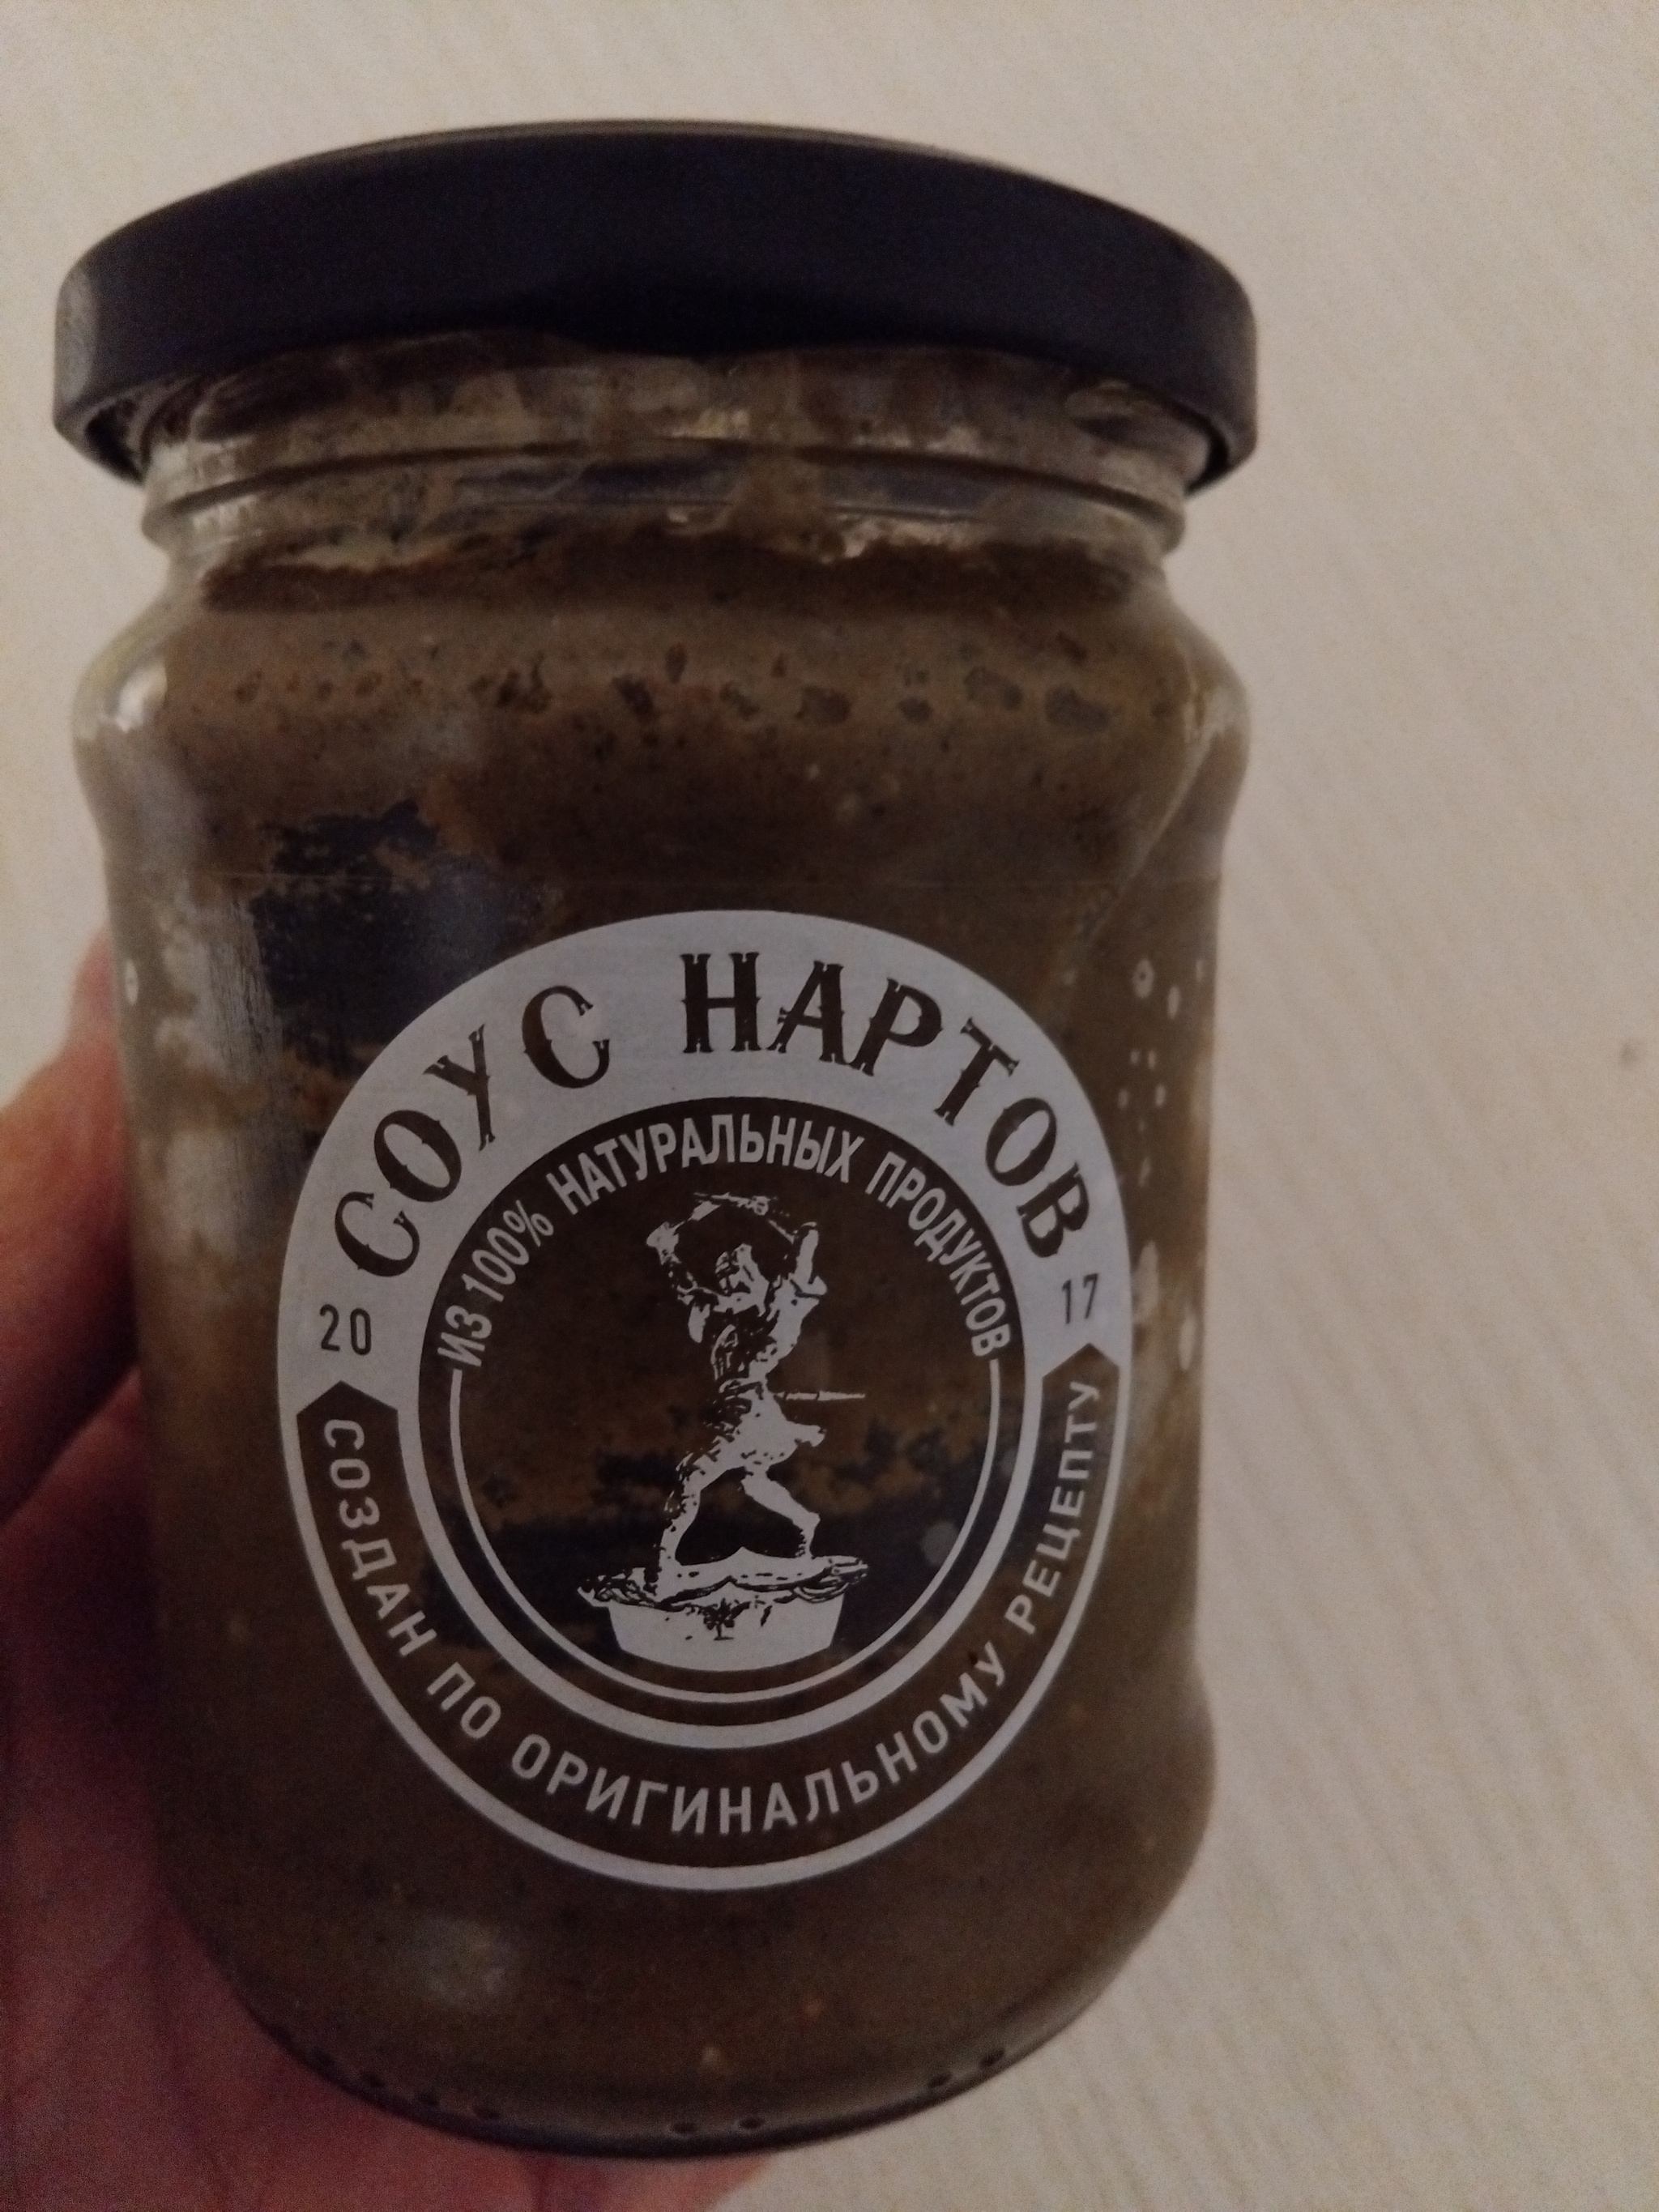 СОУС НАРТОВ
ИЗ 100% НАТУРАЛЬНЫХ ПРОДУКТОВ
20 17
СОЗДАН ПО ОРИГИНАЛЬНОМУ РЕЦЕПТУ